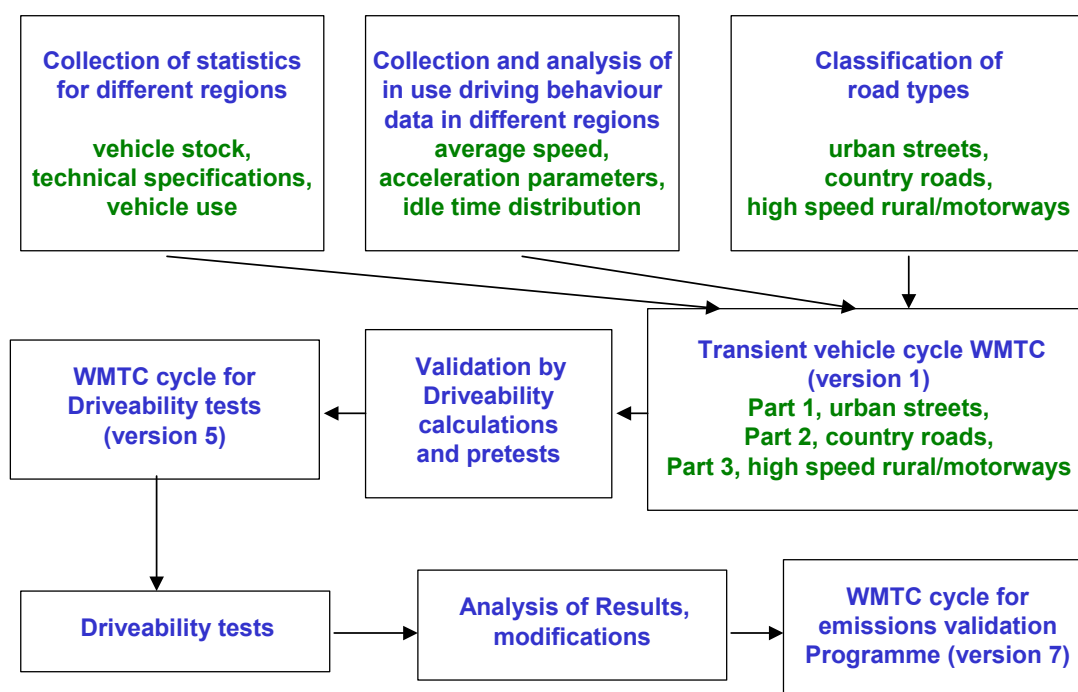 Collection of statistics
for different regions
vehicle stock,
technical specifications,
vehicle use
Collection and analysis of
in use driving behaviour
data in different regions
average speed,
acceleration parameters,
idle time distribution
Classification of
road types
urban streets,
country roads,
high speed rural/motorways
Transient vehicle cycle WMTC
(version 1)
Part 1, urban streets,
Part 2, country roads,
Part 3, high speed rural/motorways
Validation by
Driveability
calculations
and pretests
WMTC cycle for
Driveability tests
(version 5)
Driveability tests
Analysis of Results,
modifications
WMTC cycle for
emissions validation
Programme (version 7)